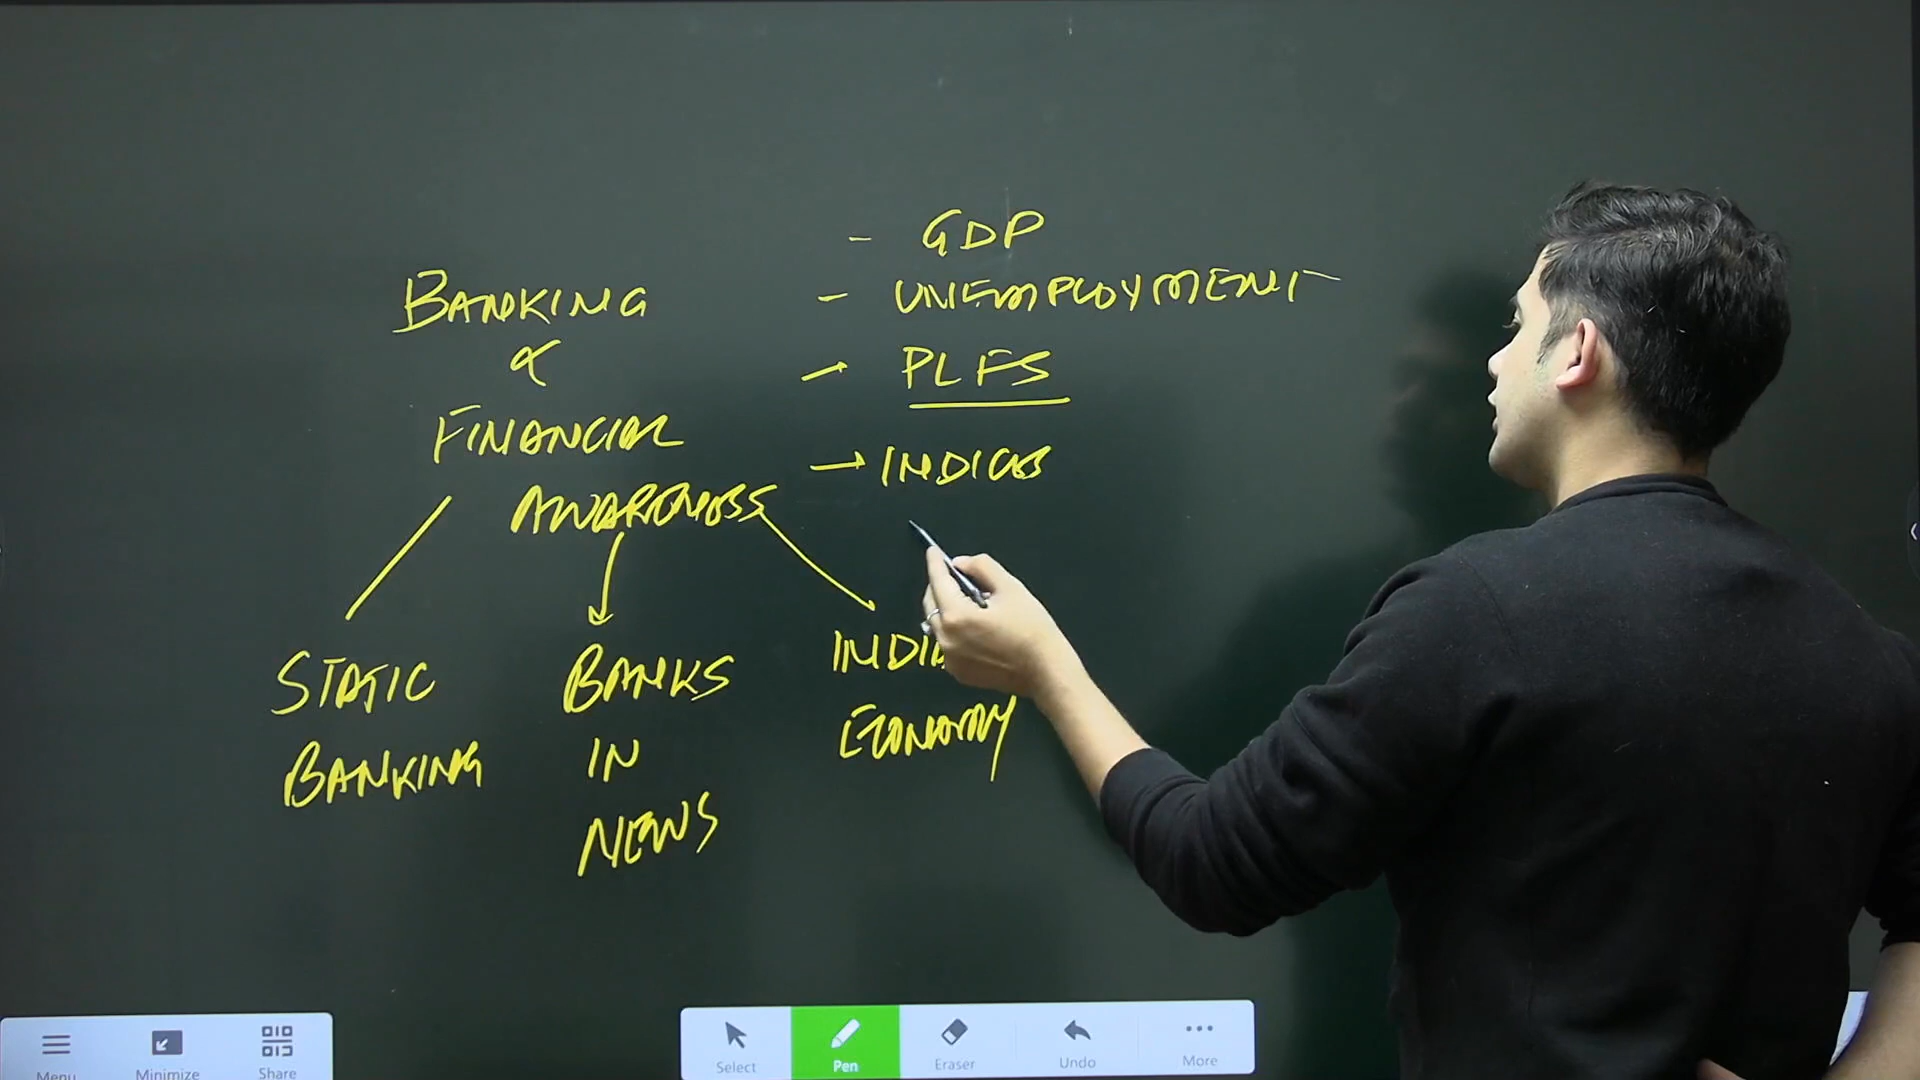 - GDP
- UNEMPLOYMENT
BANKING
&
→ PLFS
FINANCIAL
→ INDICES
AWARENESS
STATIC
BANKING
BANKS
IN
NEWS
ECONOMY
Menu
Minimize
Share
Select
Pen
Eraser
Undo
More